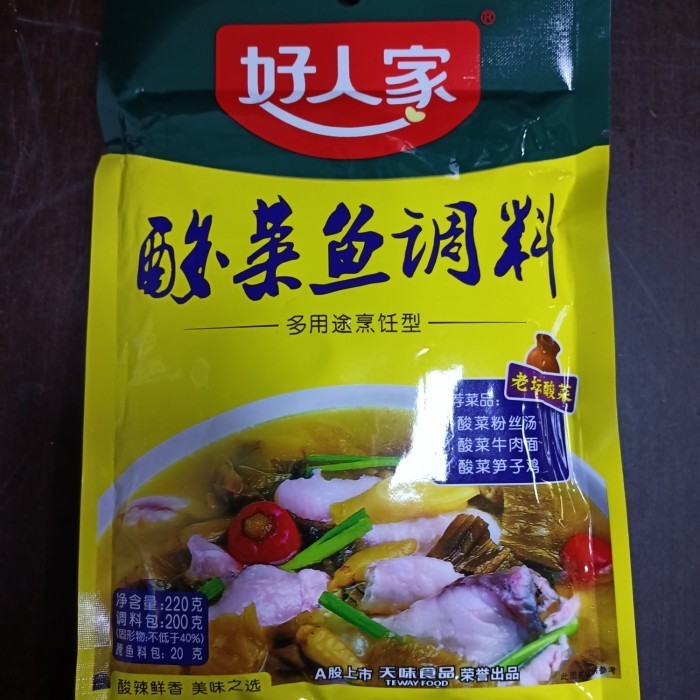 好人家
®
酸菜鱼调料
多用途烹饪型
老坛酸菜
荐菜品:
酸菜粉丝汤
酸菜牛肉面
酸菜笋子鸡
净含量:220克
调料包:200克
(固形物:不低于40%)
鱼料包: 20 克
酸辣鲜香 美味之选
A股上市 天味食品 荣誉出品
TEWAY FOOD